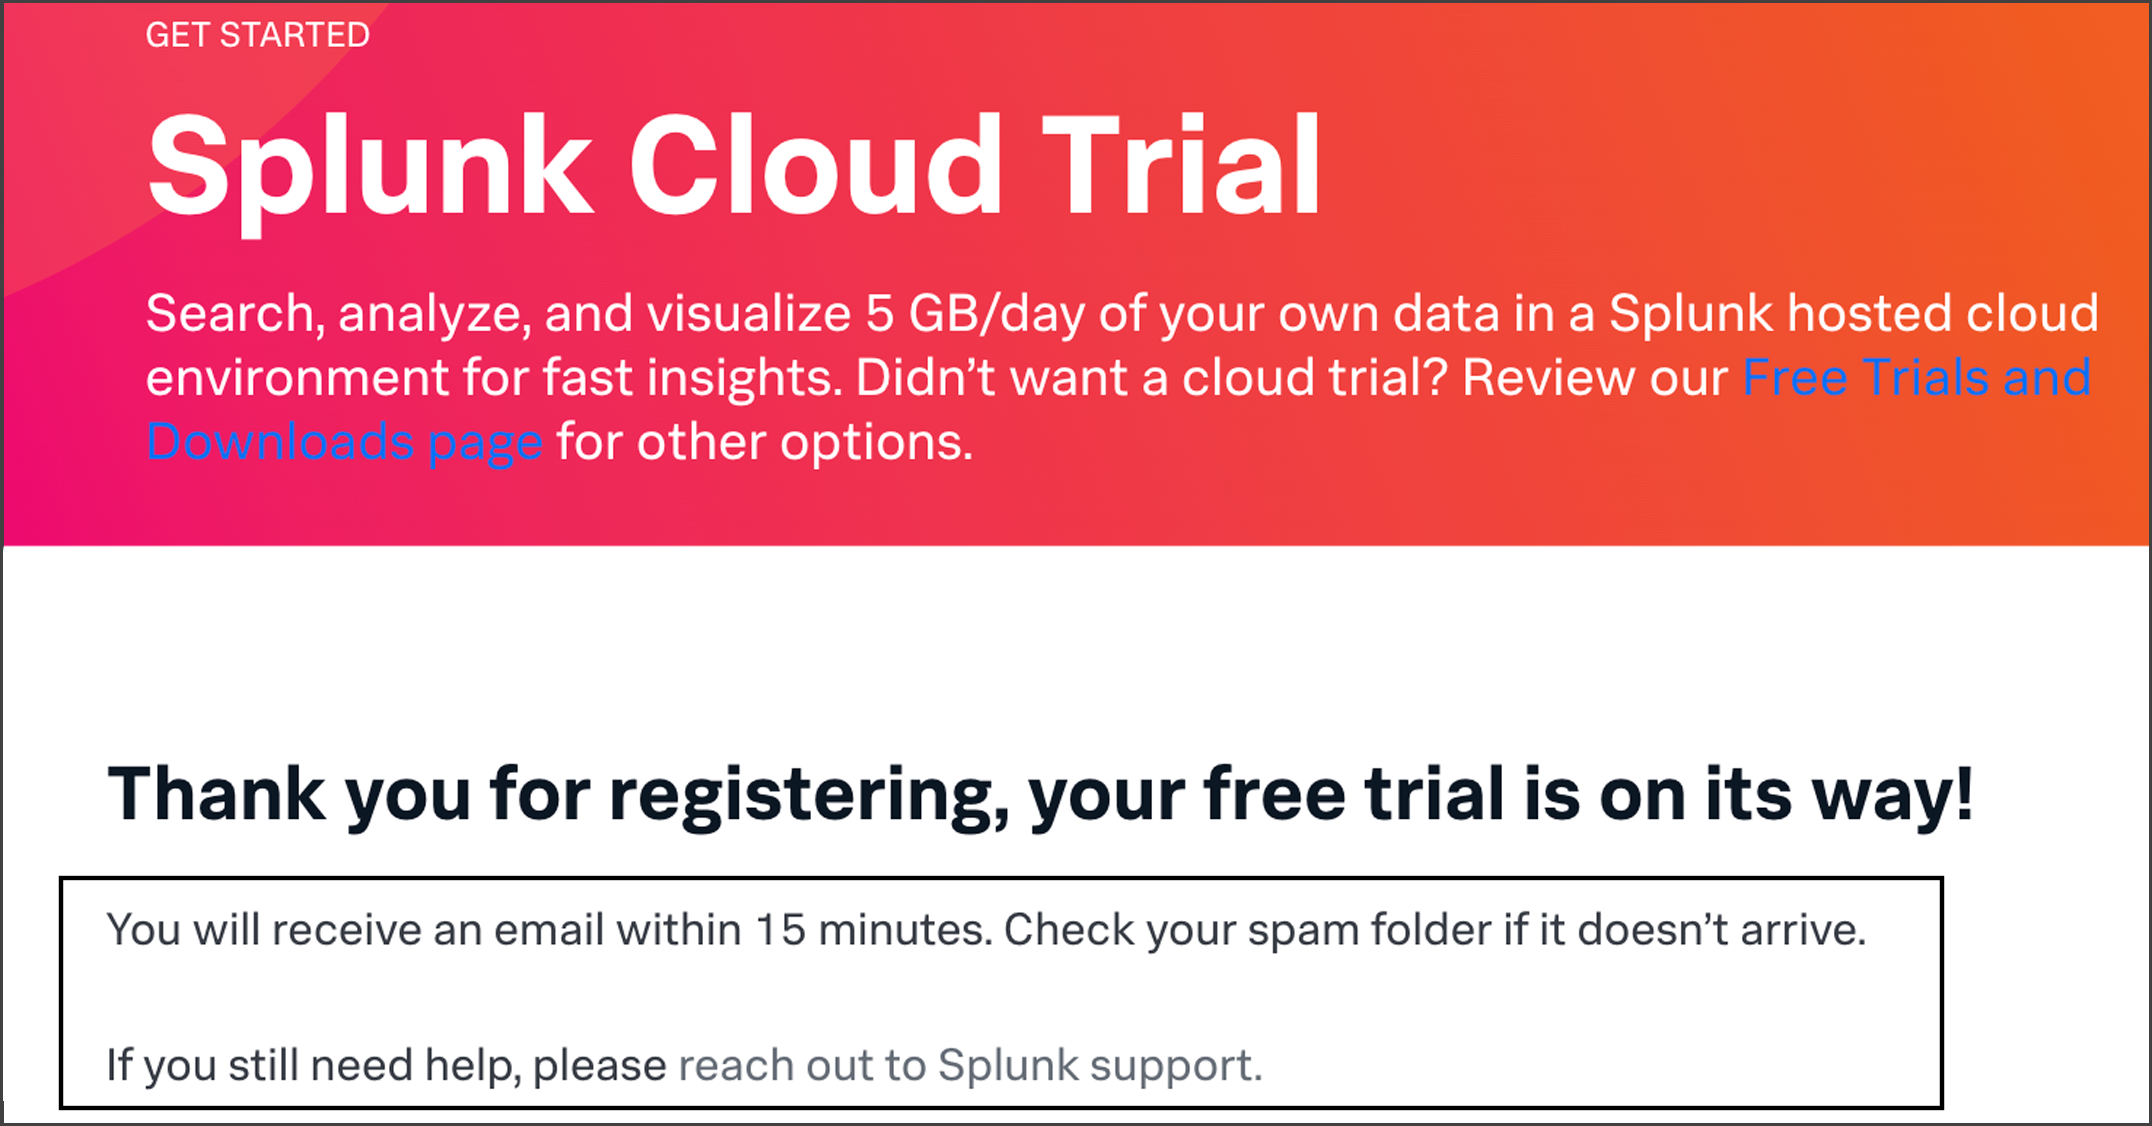 GET STARTED
Splunk Cloud Trial
Search, analyze, and visualize 5 GB/day of your own data in a Splunk hosted cloud
environment for fast insights. Didn’t want a cloud trial? Review our Free Trials and
Downloads page for other options.
Thank you for registering, your free trial is on its way!
You will receive an email within 15 minutes. Check your spam folder if it doesn’t arrive.
If you still need help, please reach out to Splunk support.